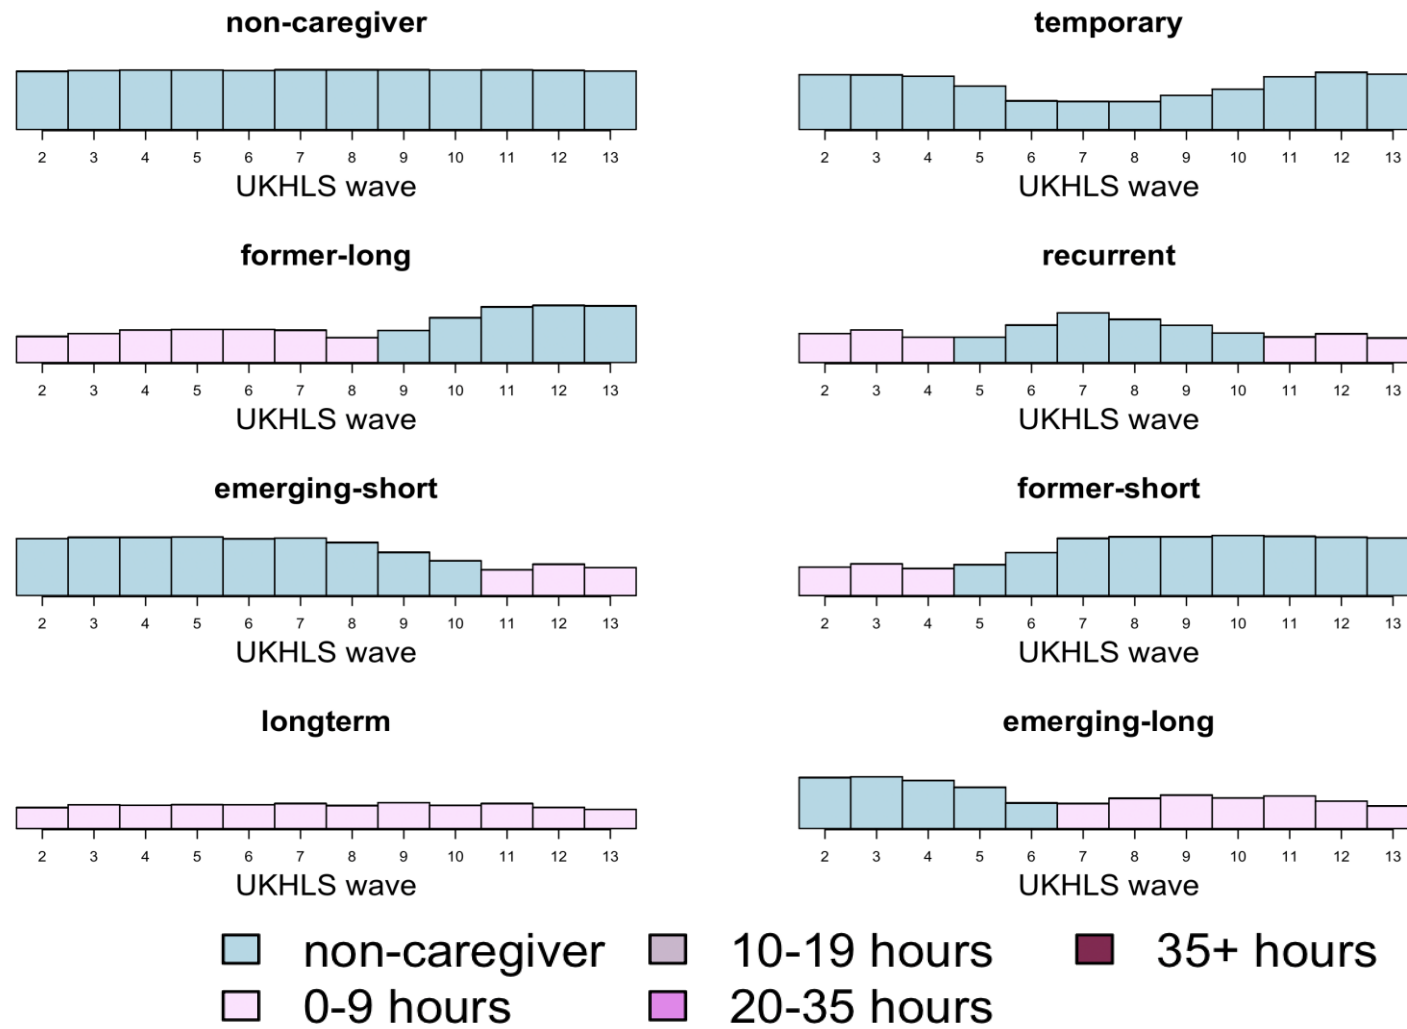 non-caregiver
2 3 4 5 6 7 8 9 10 11 12 13
UKHLS wave
temporary
2 3 4 5 6 7 8 9 10 11 12 13
UKHLS wave
former-long
2 3 4 5 6 7 8 9 10 11 12 13
UKHLS wave
recurrent
2 3 4 5 6 7 8 9 10 11 12 13
UKHLS wave
emerging-short
2 3 4 5 6 7 8 9 10 11 12 13
UKHLS wave
former-short
2 3 4 5 6 7 8 9 10 11 12 13
UKHLS wave
longterm
2 3 4 5 6 7 8 9 10 11 12 13
UKHLS wave
emerging-long
2 3 4 5 6 7 8 9 10 11 12 13
UKHLS wave
non-caregiver
0-9 hours
10-19 hours
20-35 hours
35+ hours